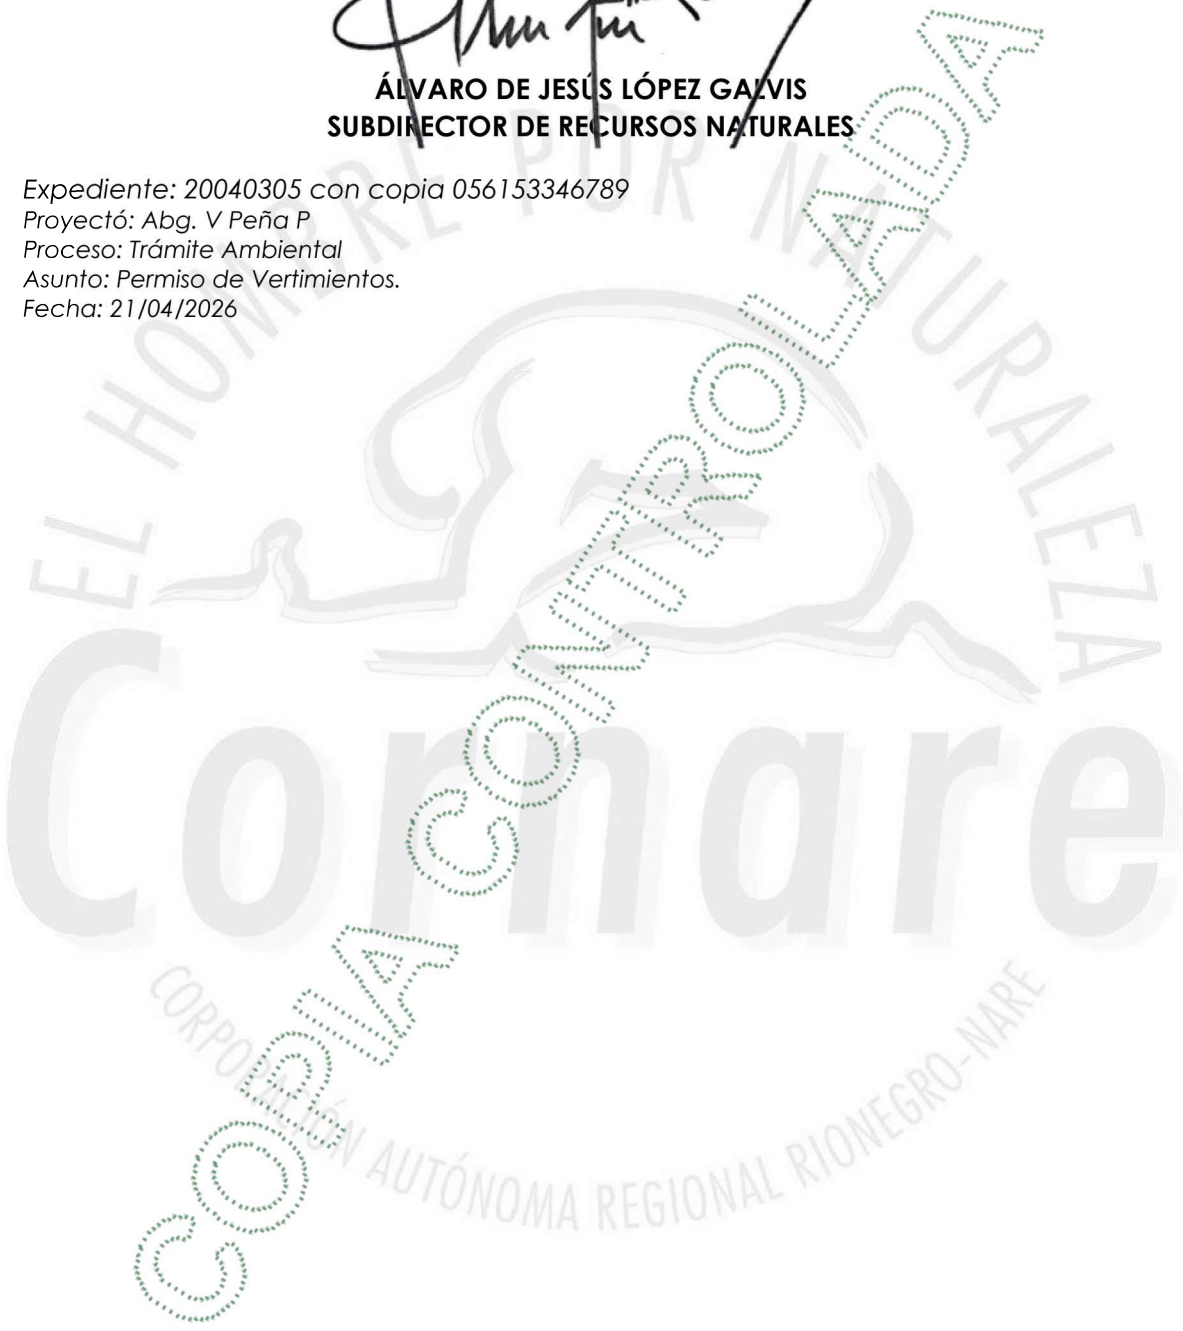 ÁLVARO DE JESÚS LÓPEZ GALVIS
SUBDIRECTOR DE RECURSOS NATURALES
Expediente: 20040305 con copia 056153346789
Proyectó: Abg. V Peña P
Proceso: Trámite Ambiental
Asunto: Permiso de Vertimientos.
Fecha: 21/04/2026
EL HOMBRE POR NATURALEZA
Cornare
CORPORACIÓN AUTÓNOMA REGIONAL RIONEGRO-NARE
COPIA CONTROLADA